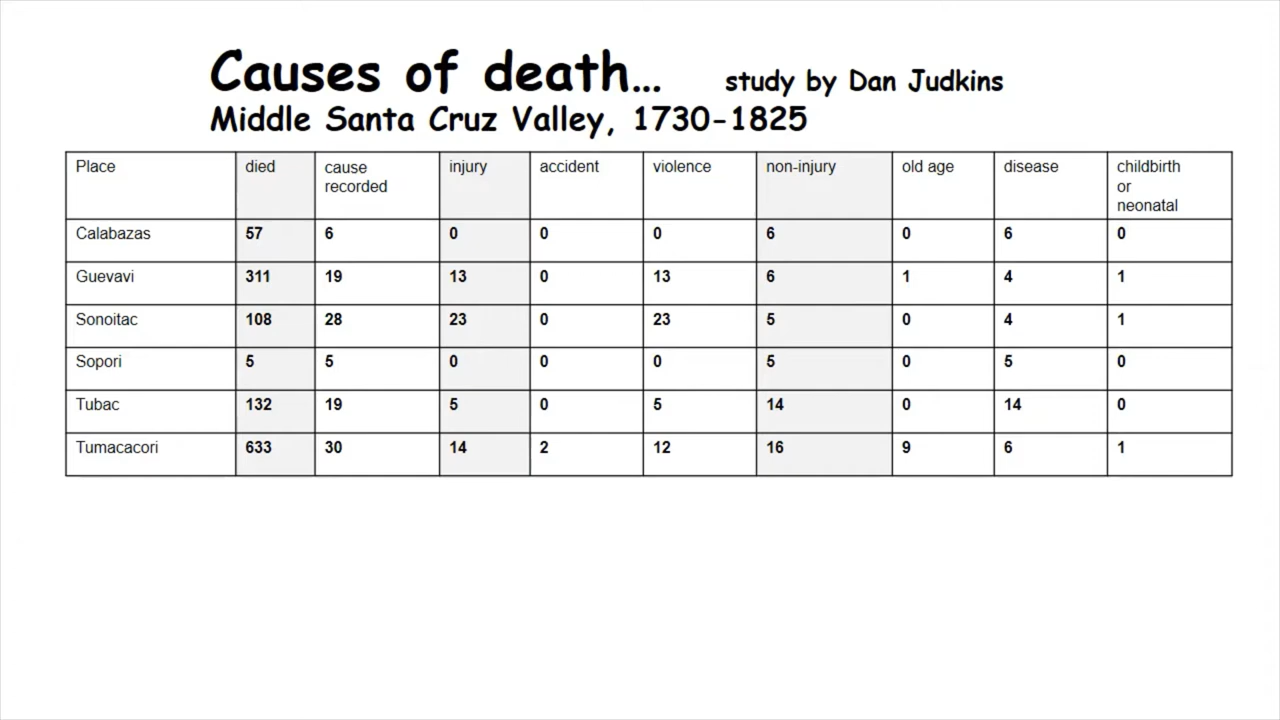 Causes of death... study by Dan Judkins
Middle Santa Cruz Valley, 1730-1825
Place died cause recorded injury accident violence non-injury old age disease childbirth or neonatal
Calabazas 57 6 0 0 0 6 0 6 0
Guevavi 311 19 13 0 13 6 1 4 1
Sonoitac 108 28 23 0 23 5 0 4 1
Sopori 5 5 0 0 0 5 0 5 0
Tubac 132 19 5 0 5 14 0 14 0
Tumacacori 633 30 14 2 12 16 9 6 1